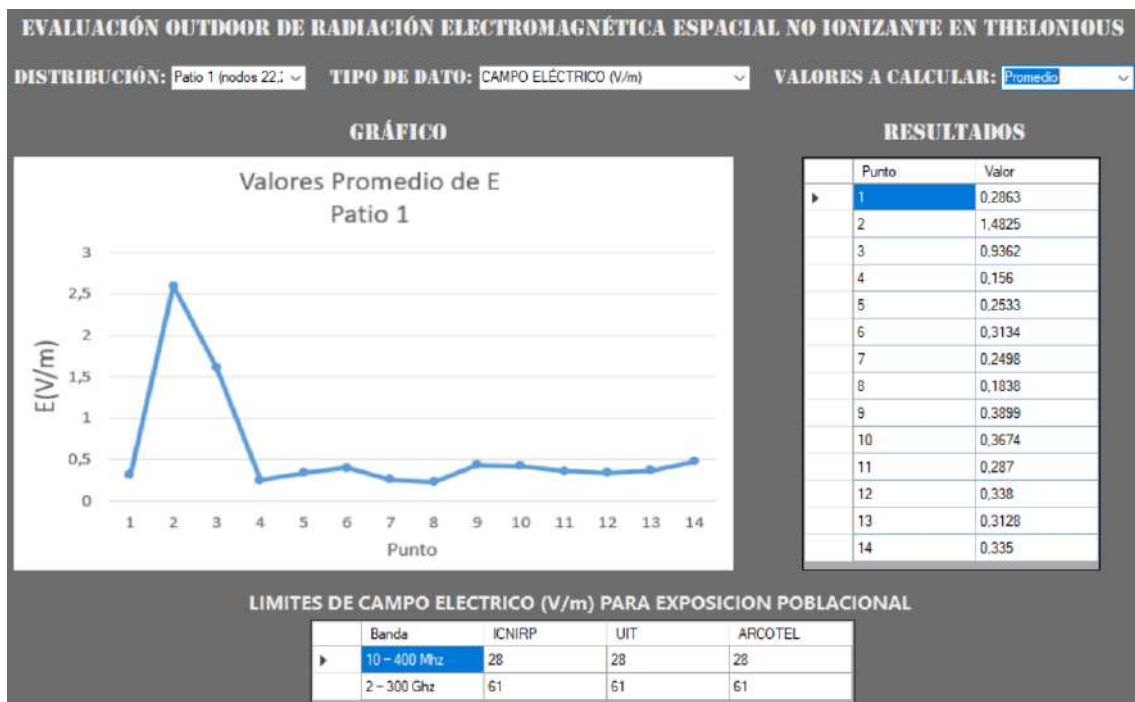 EVALUACIÓN OUTDOOR DE RADIACIÓN ELECTROMAGNÉTICA ESPACIAL NO IONIZANTE EN THELONIOUS
DISTRIBUCIÓN: Patio 1 (nodos 22,2 TIPO DE DATO: CAMPO ELÉCTRICO (V/m) VALORES A CALCULAR: Promedio
GRÁFICO
Valores Promedio de E
Patio 1
3
2,5
2
1,5
1
0,5
0
E(V/m)
1 2 3 4 5 6 7 8 9 10 11 12 13 14
Punto
RESULTADOS
Punto Valor
1 0,2863
2 1,4825
3 0,9362
4 0,156
5 0,2533
6 0,3134
7 0,2498
8 0,1838
9 0,3899
10 0,3674
11 0,287
12 0,338
13 0,3128
14 0,335
LIMITES DE CAMPO ELECTRICO (V/m) PARA EXPOSICION POBLACIONAL
Banda ICNIRP UIT ARCOTEL
10 – 400 Mhz 28 28 28
2 – 300 Ghz 61 61 61